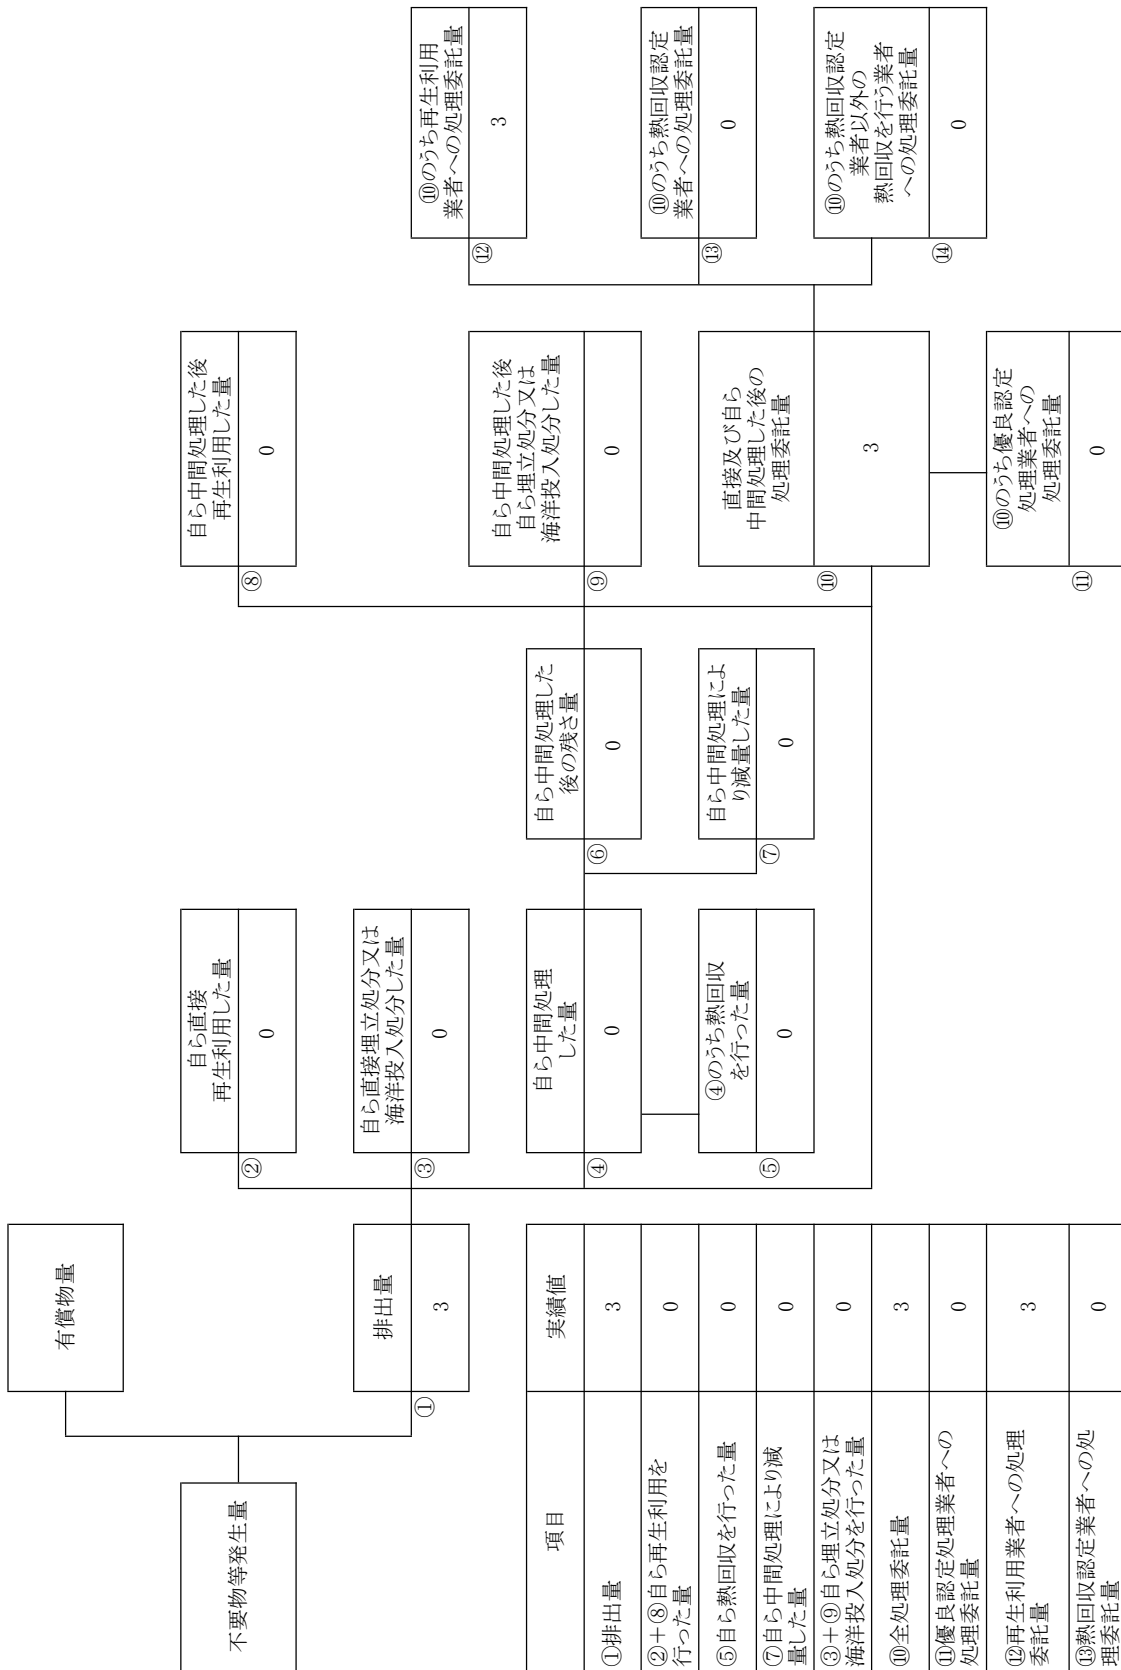 不要物等発生量
有償物量
①
排出量
3
②
自ら直接
再生利用した量
0
③
自ら直接埋立処分又は
海洋投入処分した量
0
④
自ら中間処理
した量
0
⑤
④のうち熱回収
を行った量
0
⑥
自ら中間処理した
後の残さ量
0
⑦
自ら中間処理によ
り減量した量
0
⑧
自ら中間処理した後
再生利用した量
0
⑨
自ら中間処理した後
自ら埋立処分又は
海洋投入処分した量
0
⑩
直接及び自ら
中間処理した後の
処理委託量
3
⑪
⑩のうち優良認定
処理業者への
処理委託量
0
⑫
⑩のうち再生利用
業者への処理委託量
3
⑬
⑩のうち熱回収認定
業者への処理委託量
0
⑭
⑩のうち熱回収認定
業者以外の
熱回収を行う業者
への処理委託量
0
項目
実績値
①排出量
3
②+⑧自ら再生利用を
行った量
0
⑤自ら熱回収を行った量
0
⑦自ら中間処理により減
量した量
0
③+⑨自ら埋立処分又は
海洋投入処分を行った量
0
⑩全処理委託量
3
⑪優良認定処理業者への
処理委託量
0
⑫再生利用業者への処理
委託量
3
⑬熱回収認定業者への処
理委託量
0